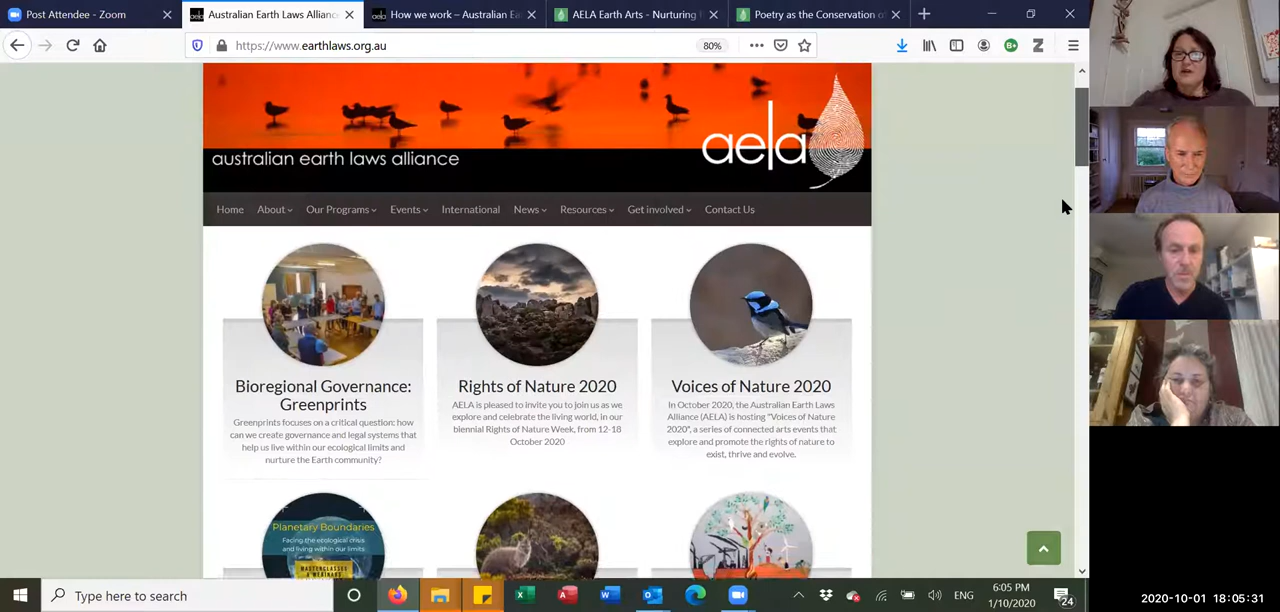 Post Attendee - Zoom
Australian Earth Laws Alliance
How we work – Australian Ea
AELA Earth Arts - Nurturing
Poetry as the Conservation o
https://www.earthlaws.org.au
80%
australian earth laws alliance
aela
Home About Our Programs Events International News Resources Get involved Contact Us
Bioregional Governance:
Greenprints
Greenprints focuses on a critical question: how
can we create governance and legal systems that
help us live within our ecological limits and
nurture the Earth community?
Rights of Nature 2020
AELA is pleased to invite you to join us as we
explore and celebrate the living world, in our
biennial Rights of Nature Week, from 12-18
October 2020
Voices of Nature 2020
In October 2020, the Australian Earth Laws
Alliance (AELA) is hosting "Voices of Nature
2020", a series of connected arts events that
explore and promote the rights of nature to
exist, thrive and evolve.
Planetary Boundaries
Facing the ecological crisis
and living within our limits
MASTERCLASSES
& WEBINARS
Type here to search
ENG
6:05 PM
1/10/2020
24
2020-10-01 18:05:31